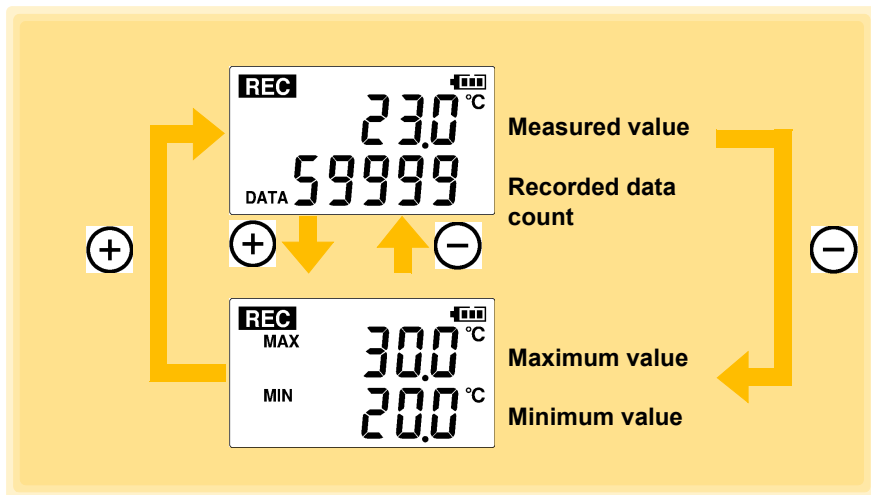 REC
23.0 °C
Measured value
DATA 59999
Recorded data
count
+
+
−
−
REC
MAX 30.0 °C
Maximum value
MIN 20.0 °C
Minimum value